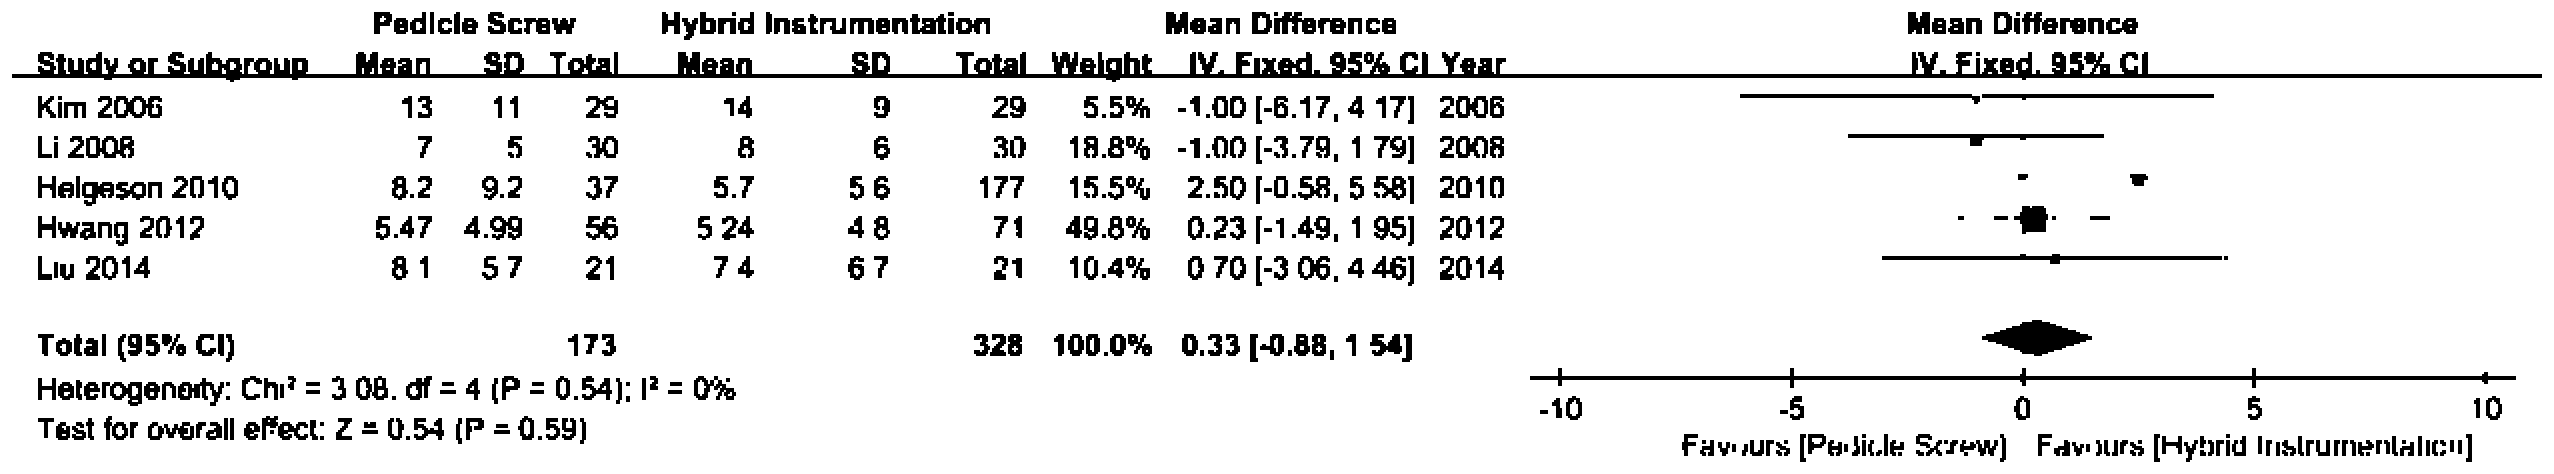 Pedicle Screw Hybrid Instrumentation Mean Difference Mean Difference
Study or Subgroup Mean SD Total Mean SD Total Weight IV. Fixed. 95% CI Year IV. Fixed. 95% CI
Kim 2006 13 11 29 14 9 29 5.5% -1.00 [-6.17, 4 17] 2006
Li 2008 7 5 30 8 6 30 18.8% -1.00 [-3.79, 1 79] 2008
Helgeson 2010 8.2 9.2 37 5.7 5 6 177 15.5% 2.50 [-0.58, 5 58] 2010
Hwang 2012 5.47 4.99 56 5 24 4 8 71 49.8% 0.23 [-1.49, 1 95] 2012
Liu 2014 8 1 5 7 21 7 4 6 7 21 10.4% 0 70 [-3 06, 4 46] 2014
Total (95% CI) 173 328 100.0% 0.33 [-0.88, 1 54]
Heterogeneity: Chi² = 3 08. df = 4 (P = 0.54); I² = 0%
Test for overall effect: Z = 0.54 (P = 0.59)
-10 -5 0 5 10
Favours [Pedicle Screw) Favours [Hybrid Instrumentation]